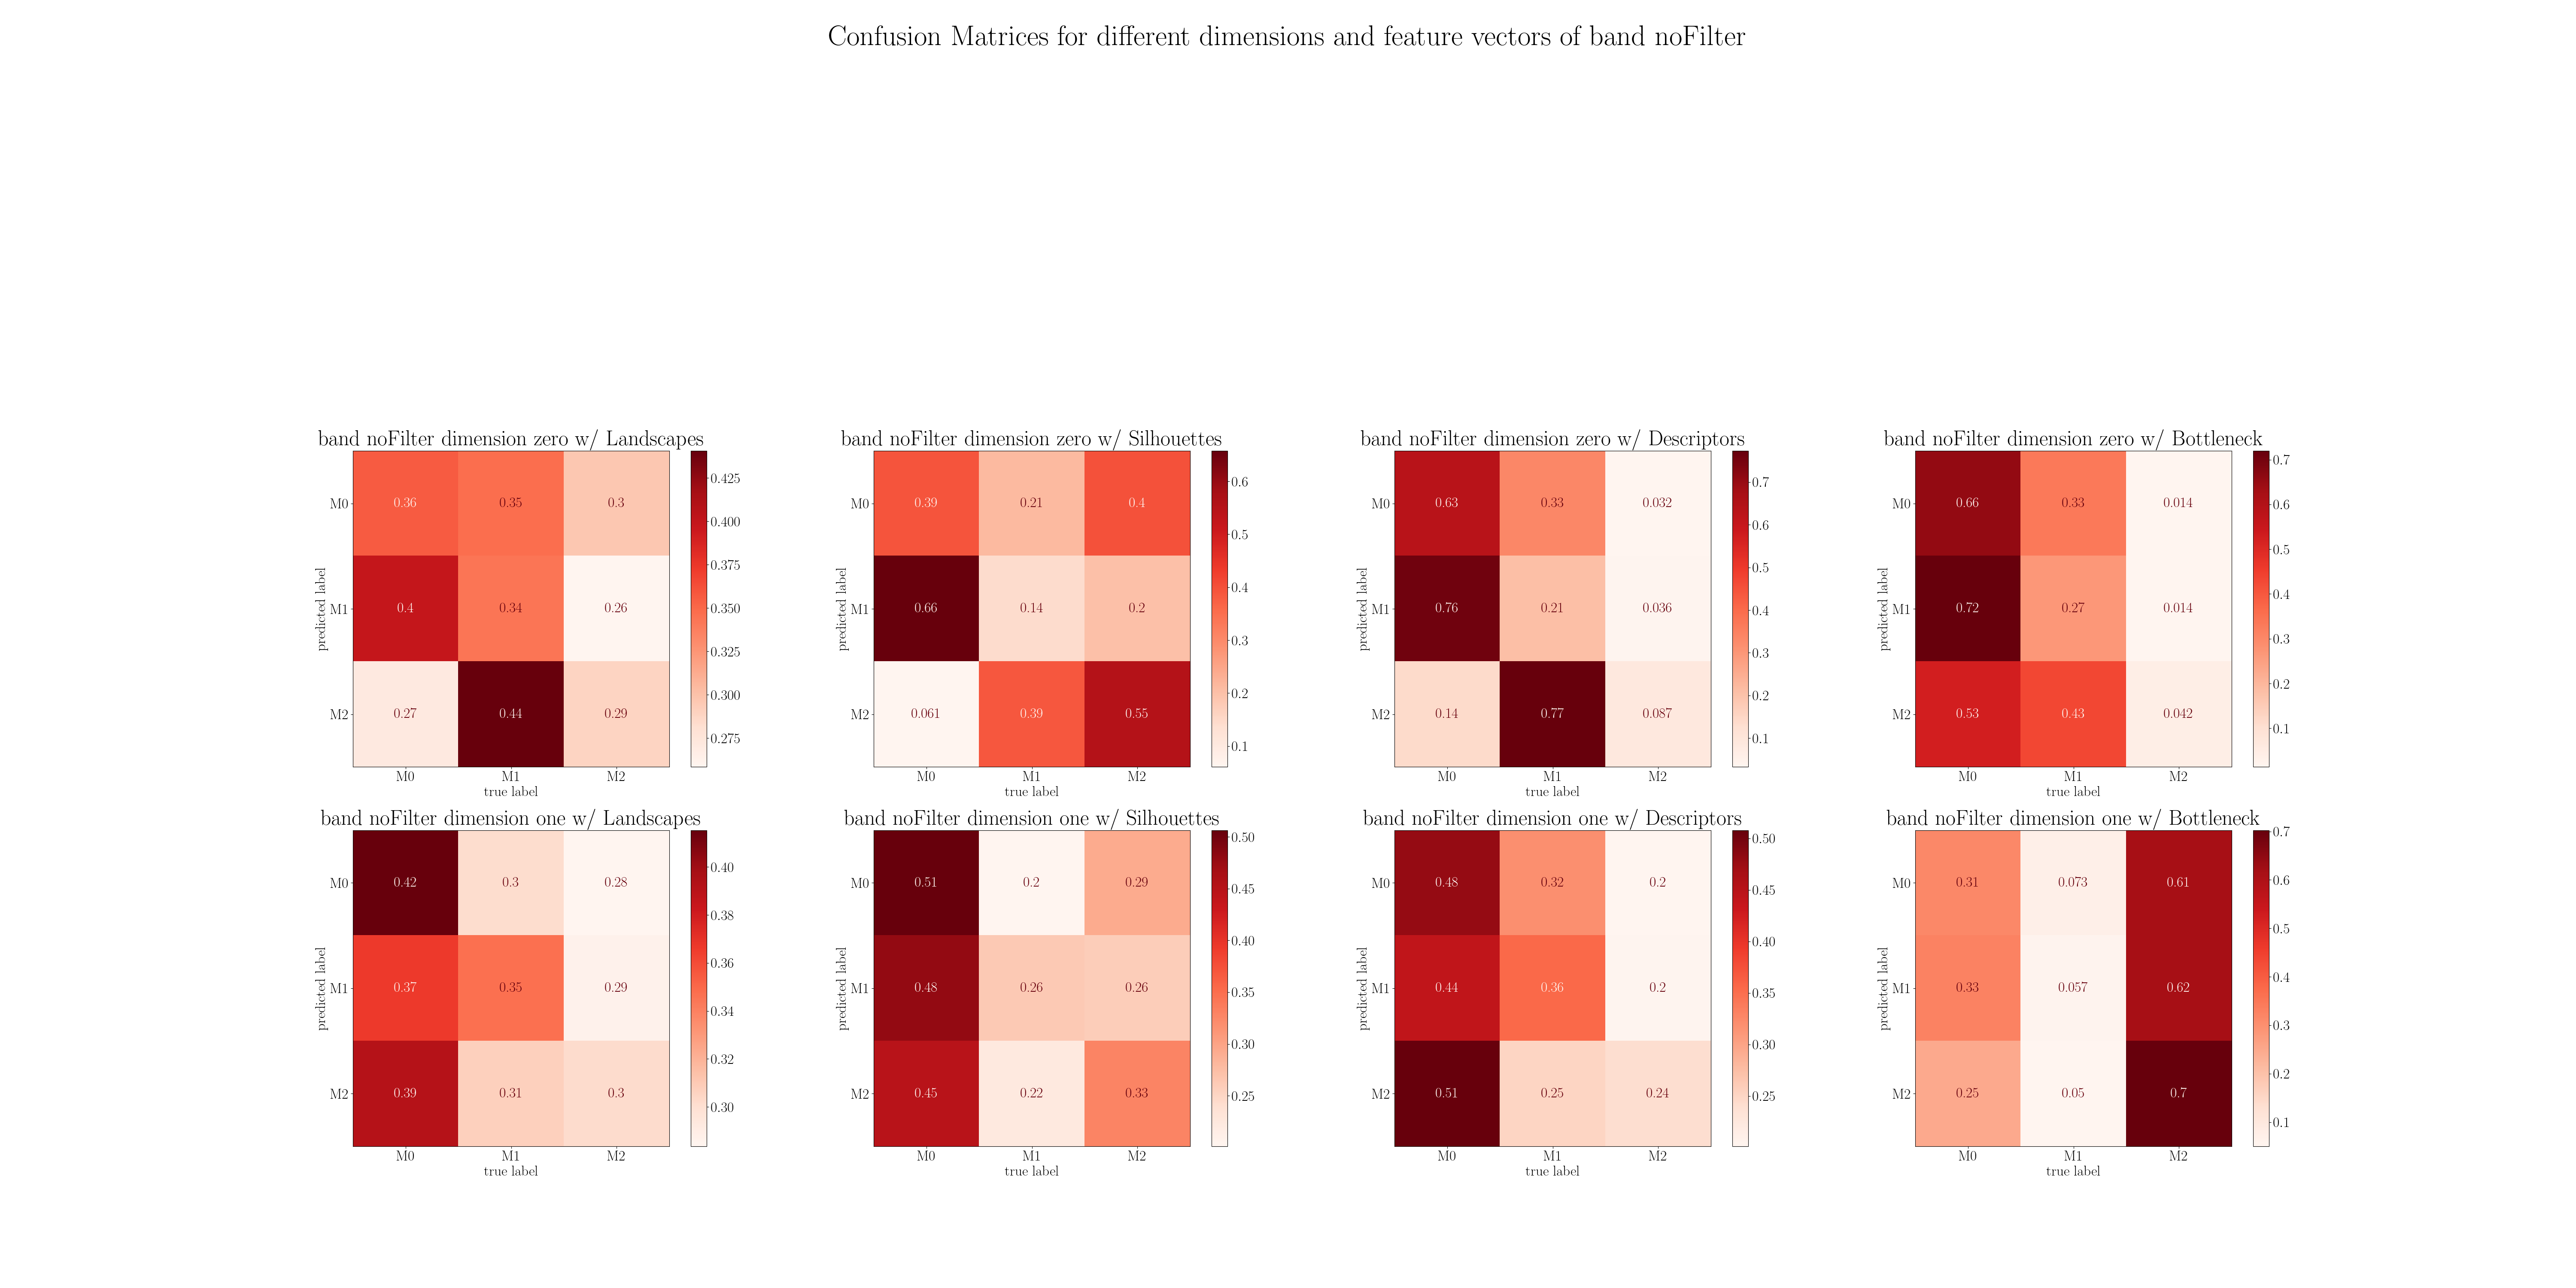 Confusion Matrices for different dimensions and feature vectors of band noFilter
band noFilter dimension zero w/ Landscapes
predicted label
M0 0.36 0.35 0.3
M1 0.4 0.34 0.26
M2 0.27 0.44 0.29
M0 M1 M2
true label
0.425
0.400
0.375
0.350
0.325
0.300
0.275
band noFilter dimension zero w/ Silhouettes
predicted label
M0 0.39 0.21 0.4
M1 0.66 0.14 0.2
M2 0.061 0.39 0.55
M0 M1 M2
true label
0.6
0.5
0.4
0.3
0.2
0.1
band noFilter dimension zero w/ Descriptors
predicted label
M0 0.63 0.33 0.032
M1 0.76 0.21 0.036
M2 0.14 0.77 0.087
M0 M1 M2
true label
0.7
0.6
0.5
0.4
0.3
0.2
0.1
band noFilter dimension zero w/ Bottleneck
predicted label
M0 0.66 0.33 0.014
M1 0.72 0.27 0.014
M2 0.53 0.43 0.042
M0 M1 M2
true label
0.7
0.6
0.5
0.4
0.3
0.2
0.1
band noFilter dimension one w/ Landscapes
predicted label
M0 0.42 0.3 0.28
M1 0.37 0.35 0.29
M2 0.39 0.31 0.3
M0 M1 M2
true label
0.40
0.38
0.36
0.34
0.32
0.30
band noFilter dimension one w/ Silhouettes
predicted label
M0 0.51 0.2 0.29
M1 0.48 0.26 0.26
M2 0.45 0.22 0.33
M0 M1 M2
true label
0.50
0.45
0.40
0.35
0.30
0.25
band noFilter dimension one w/ Descriptors
predicted label
M0 0.48 0.32 0.2
M1 0.44 0.36 0.2
M2 0.51 0.25 0.24
M0 M1 M2
true label
0.50
0.45
0.40
0.35
0.30
0.25
band noFilter dimension one w/ Bottleneck
predicted label
M0 0.31 0.073 0.61
M1 0.33 0.057 0.62
M2 0.25 0.05 0.7
M0 M1 M2
true label
0.7
0.6
0.5
0.4
0.3
0.2
0.1